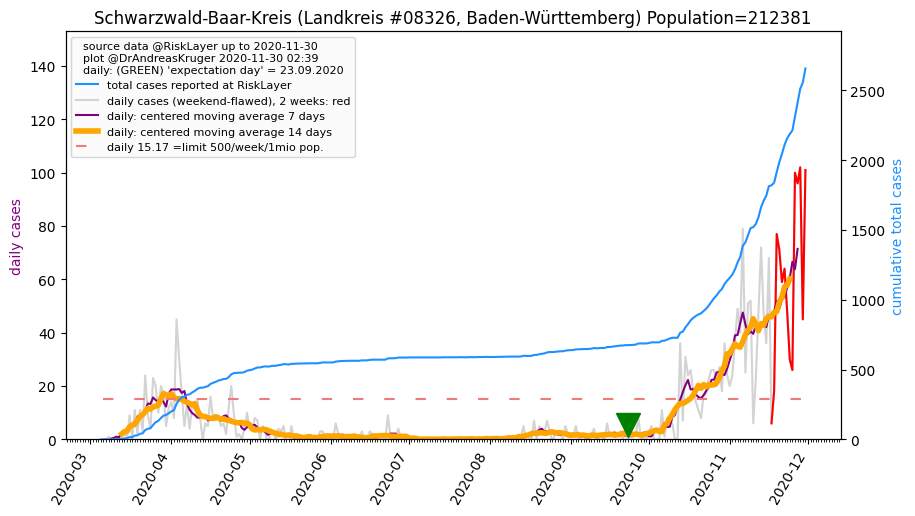 Schwarzwald-Baar-Kreis (Landkreis #08326, Baden-Württemberg) Population=212381
source data @RiskLayer up to 2020-11-30
plot @DrAndreasKruger 2020-11-30 02:39
daily: (GREEN) 'expectation day' = 23.09.2020
total cases reported at RiskLayer
daily cases (weekend-flawed), 2 weeks: red
daily: centered moving average 7 days
daily: centered moving average 14 days
daily 15.17 =limit 500/week/1mio pop.
daily cases
140
120
100
80
60
40
20
0
cumulative total cases
2500
2000
1500
1000
500
0
2020-03
2020-04
2020-05
2020-06
2020-07
2020-08
2020-09
2020-10
2020-11
2020-12